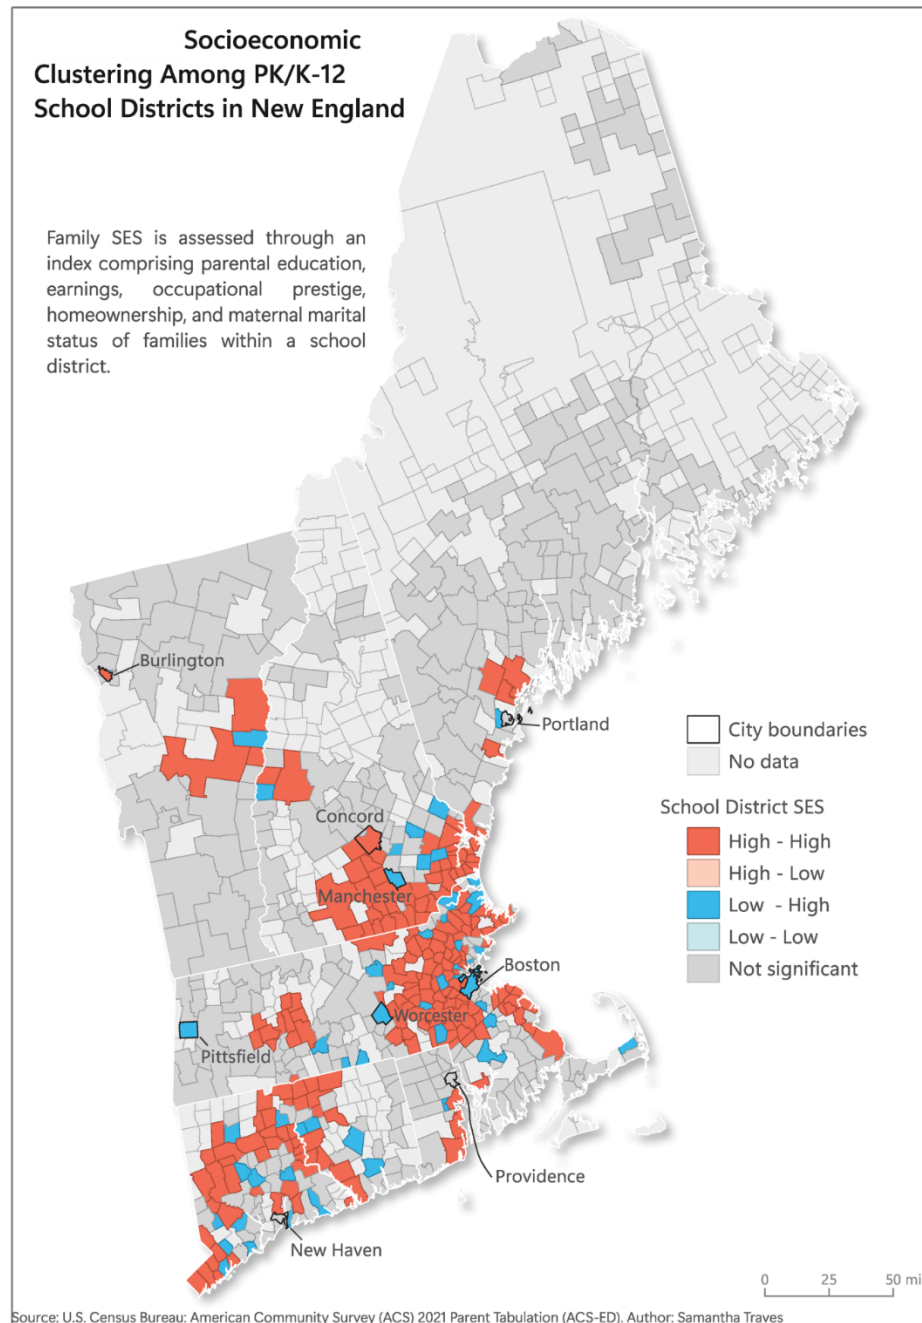 Socioeconomic
Clustering Among PK/K-12
School Districts in New England
Family SES is assessed through an
index comprising parental education,
earnings, occupational prestige,
homeownership, and maternal marital
status of families within a school
district.
Burlington
Portland
Concord
Manchester
Boston
Worcester
Pittsfield
Providence
New Haven
City boundaries
No data
School District SES
High - High
High - Low
Low - High
Low - Low
Not significant
0 25 50 mi
Source: U.S. Census Bureau: American Community Survey (ACS) 2021 Parent Tabulation (ACS-ED). Author: Samantha Traves